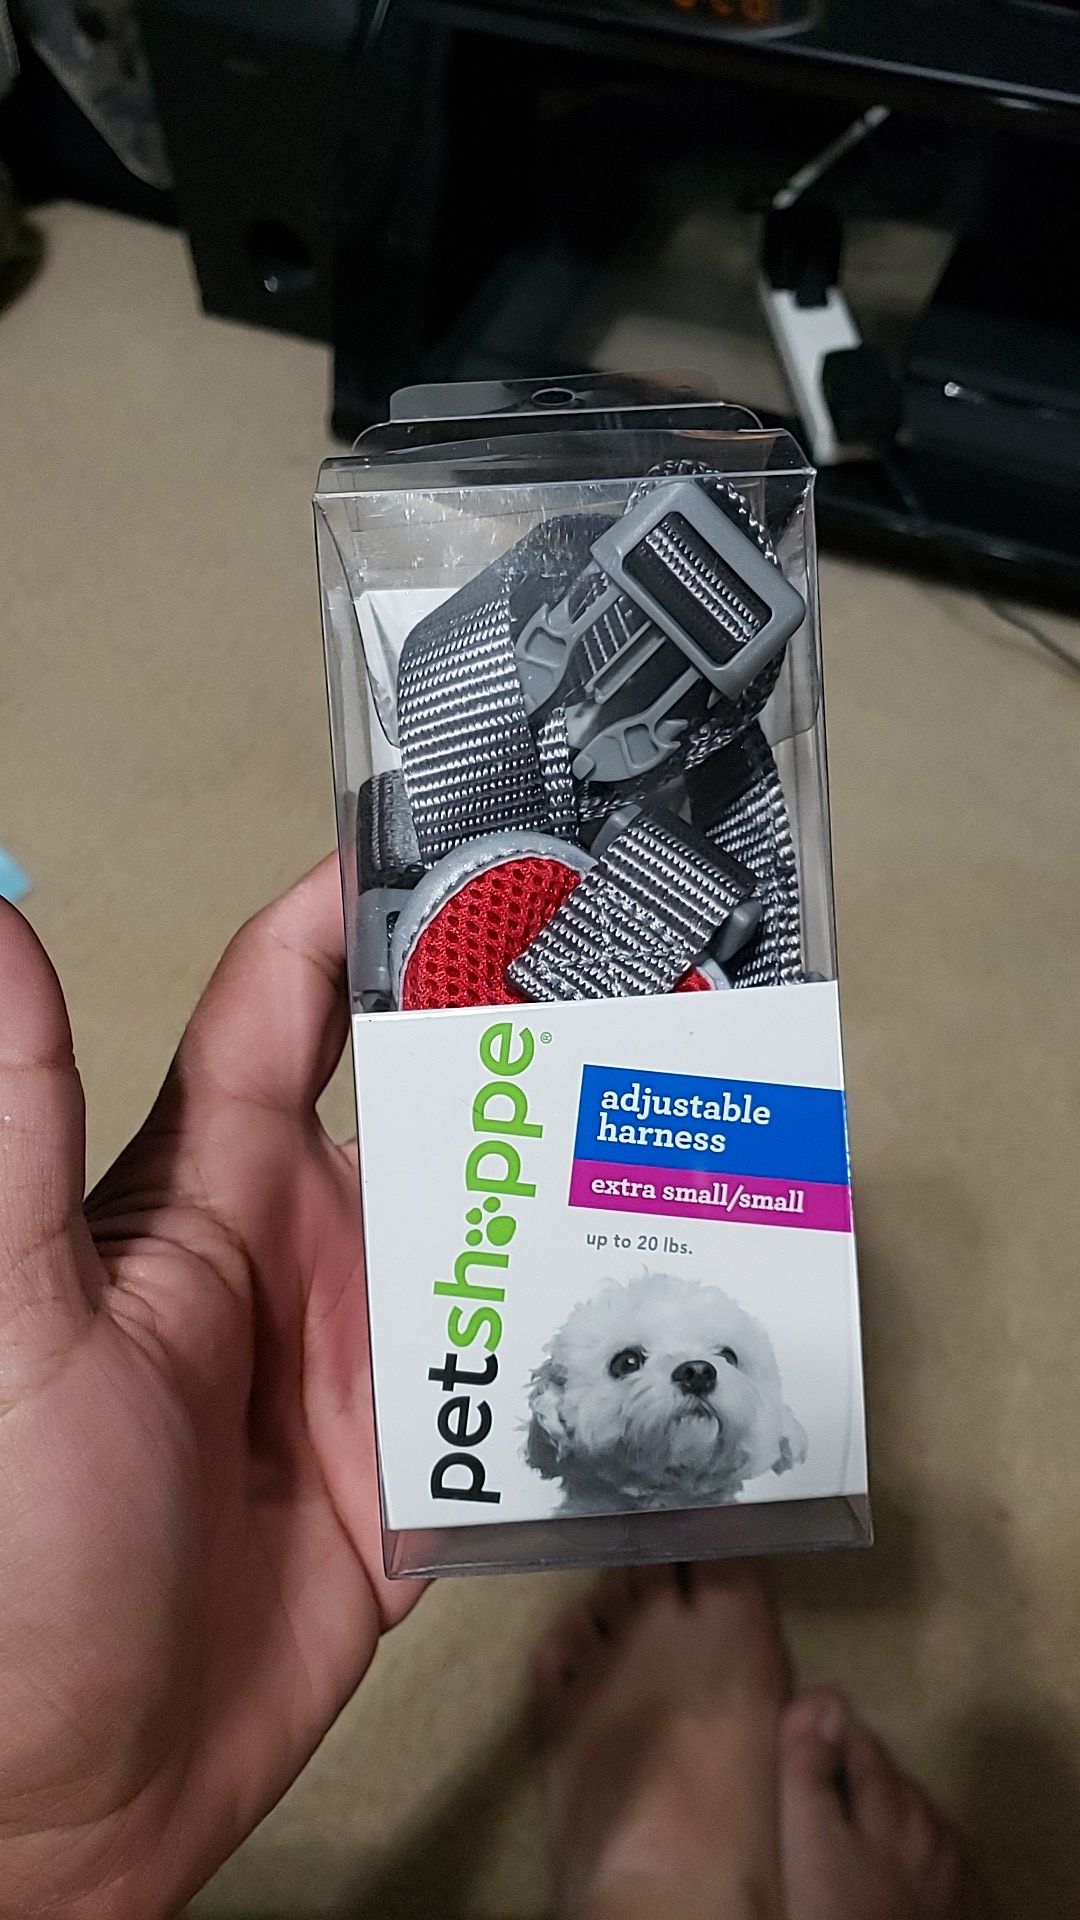 petshoppe®
adjustable
harness
extra small/small
up to 20 lbs.